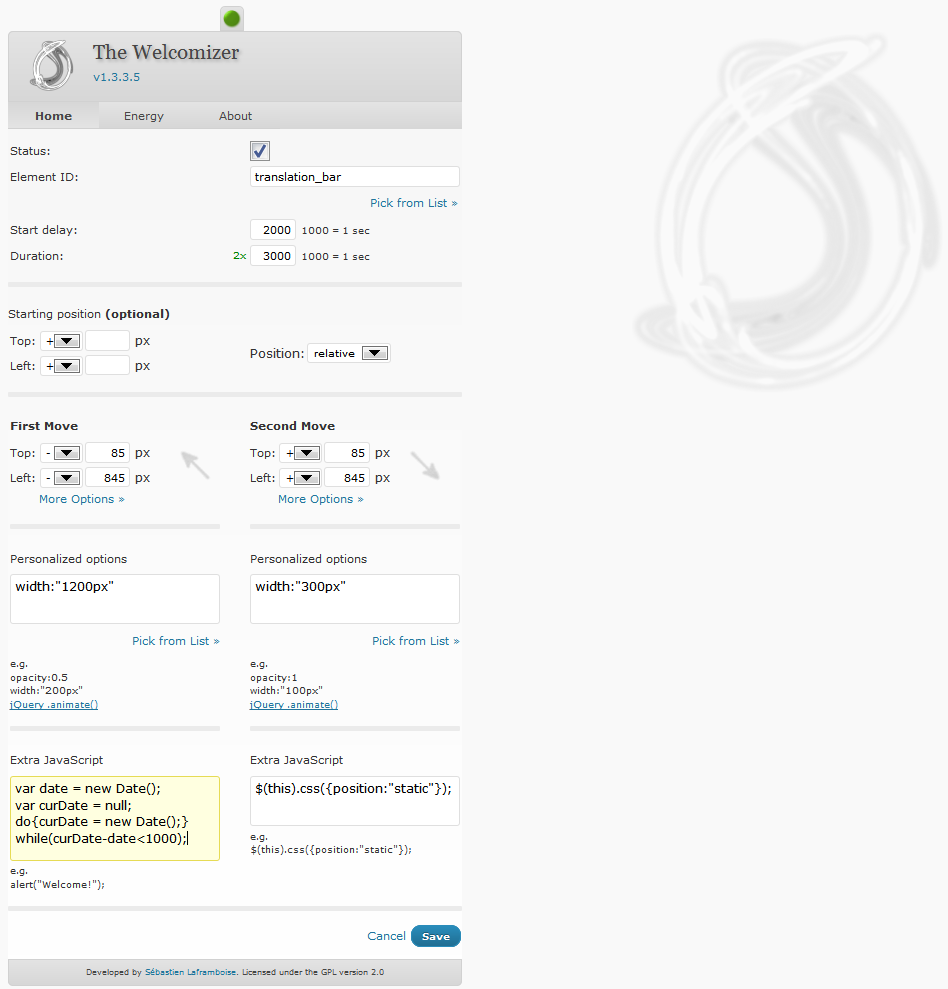 The Welcomizer
v1.3.3.5
Home Energy About
Status:
Element ID: translation_bar
Pick from List »
Start delay: 2000 1000 = 1 sec
Duration: 2x 3000 1000 = 1 sec
Starting position (optional)
Top: + px
Left: + px
Position: relative
First Move
Top: - 85 px
Left: - 845 px
More Options »
Second Move
Top: + 85 px
Left: + 845 px
More Options »
Personalized options
width:"1200px"
Pick from List »
e.g.
opacity:0.5
width:"200px"
jQuery .animate()
Personalized options
width:"300px"
Pick from List »
e.g.
opacity:1
width:"100px"
jQuery .animate()
Extra JavaScript
var date = new Date();
var curDate = null;
do{curDate = new Date();}
while(curDate-date<1000);
e.g.
alert("Welcome!");
Extra JavaScript
$(this).css({position:"static"});
e.g.
$(this).css({position:"static"});
Cancel Save
Developed by Sébastien Laframboise. Licensed under the GPL version 2.0